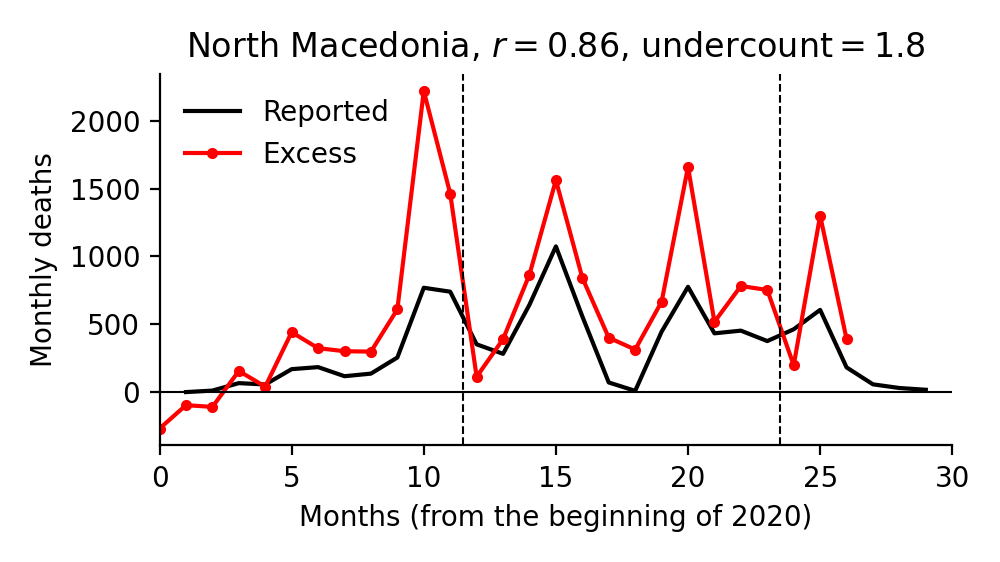 North Macedonia, r = 0.86, undercount = 1.8
Reported
Excess
Monthly deaths
2000
1500
1000
500
0
0 5 10 15 20 25 30
Months (from the beginning of 2020)